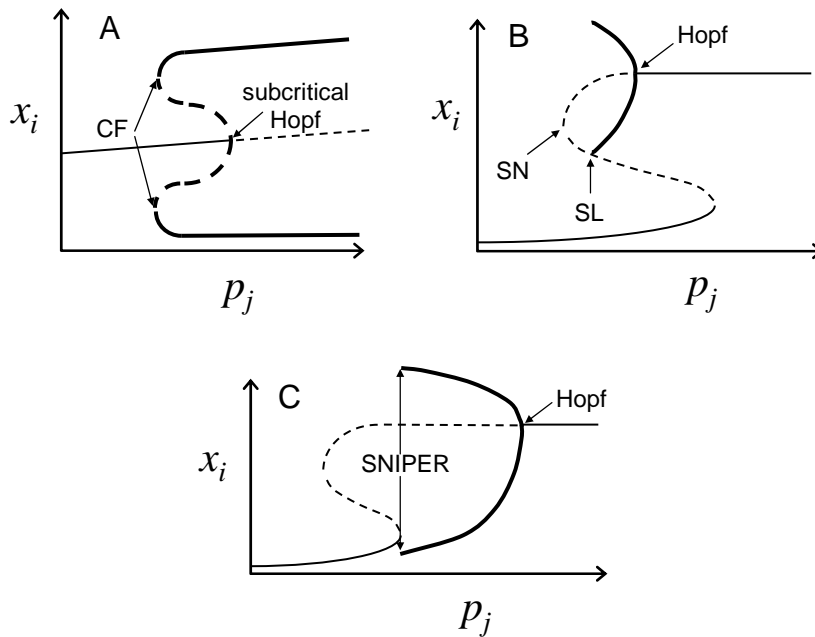 A
x_i
CF
subcritical
Hopf
p_j
B
x_i
Hopf
SN
SL
p_j
C
x_i
Hopf
SNIPER
p_j